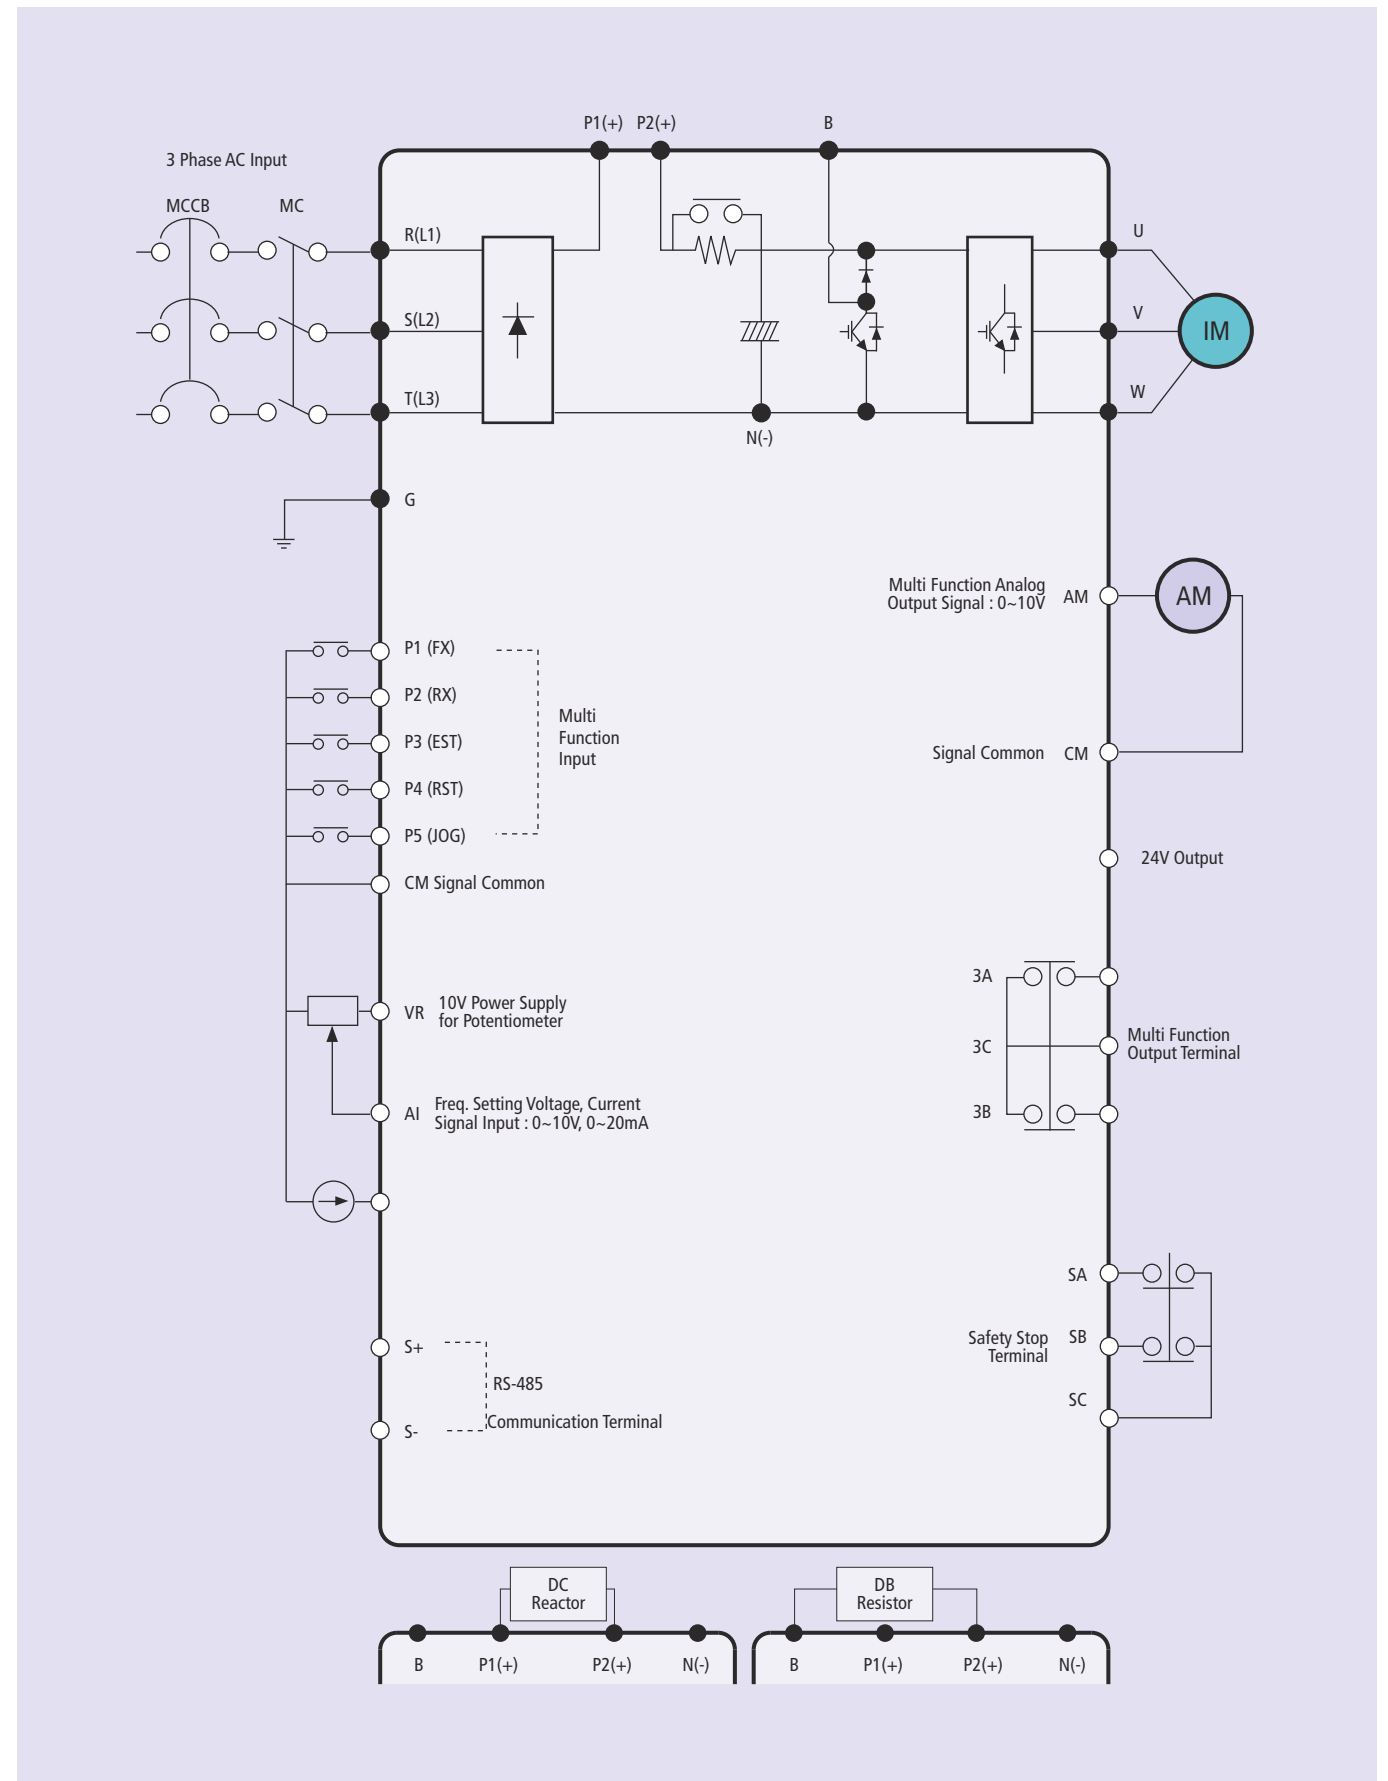 P1(+) P2(+) B
3 Phase AC Input
MCCB MC
R(L1)
S(L2)
T(L3)
U
V
W
IM
N(-)
G
Multi Function Analog
Output Signal : 0~10V
AM
AM
P1 (FX)
P2 (RX)
P3 (EST)
P4 (RST)
P5 (JOG)
Multi
Function
Input
CM Signal Common
Signal Common CM
24V Output
VR
10V Power Supply
for Potentiometer
AI
Freq. Setting Voltage, Current
Signal Input : 0~10V, 0~20mA
3A
3C
3B
Multi Function
Output Terminal
S+
S-
RS-485
Communication Terminal
SA
Safety Stop
Terminal
SB
SC
DC
Reactor
B P1(+) P2(+) N(-)
DB
Resistor
B P1(+) P2(+) N(-)